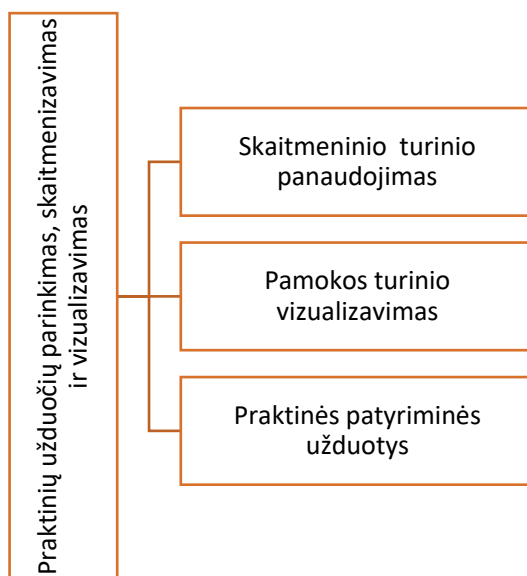 Praktinių užduočių parinkimas, skaitmenizavimas
ir vizualizavimas
Skaitmeninio turinio
panaudojimas
Pamokos turinio
vizualizavimas
Praktinės patyriminės
užduotys